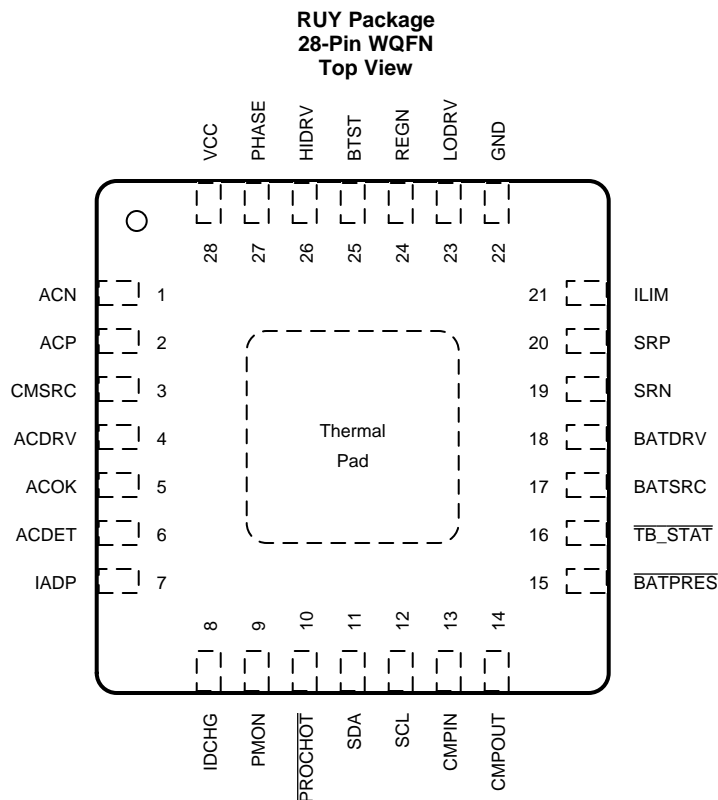 RUY Package
28-Pin WQFN
Top View
VCC
PHASE
HIDRV
BTST
REGN
LODRV
GND
28
27
26
25
24
23
22
ACN 1
ACP 2
CMSRC 3
ACDRV 4
ACOK 5
ACDET 6
IADP 7
Thermal
Pad
21 ILIM
20 SRP
19 SRN
18 BATDRV
17 BATSRC
16 TB_STAT
15 BATPRES
8
9
10
11
12
13
14
IDCHG
PMON
PROCHOT
SDA
SCL
CMPIN
CMPOUT